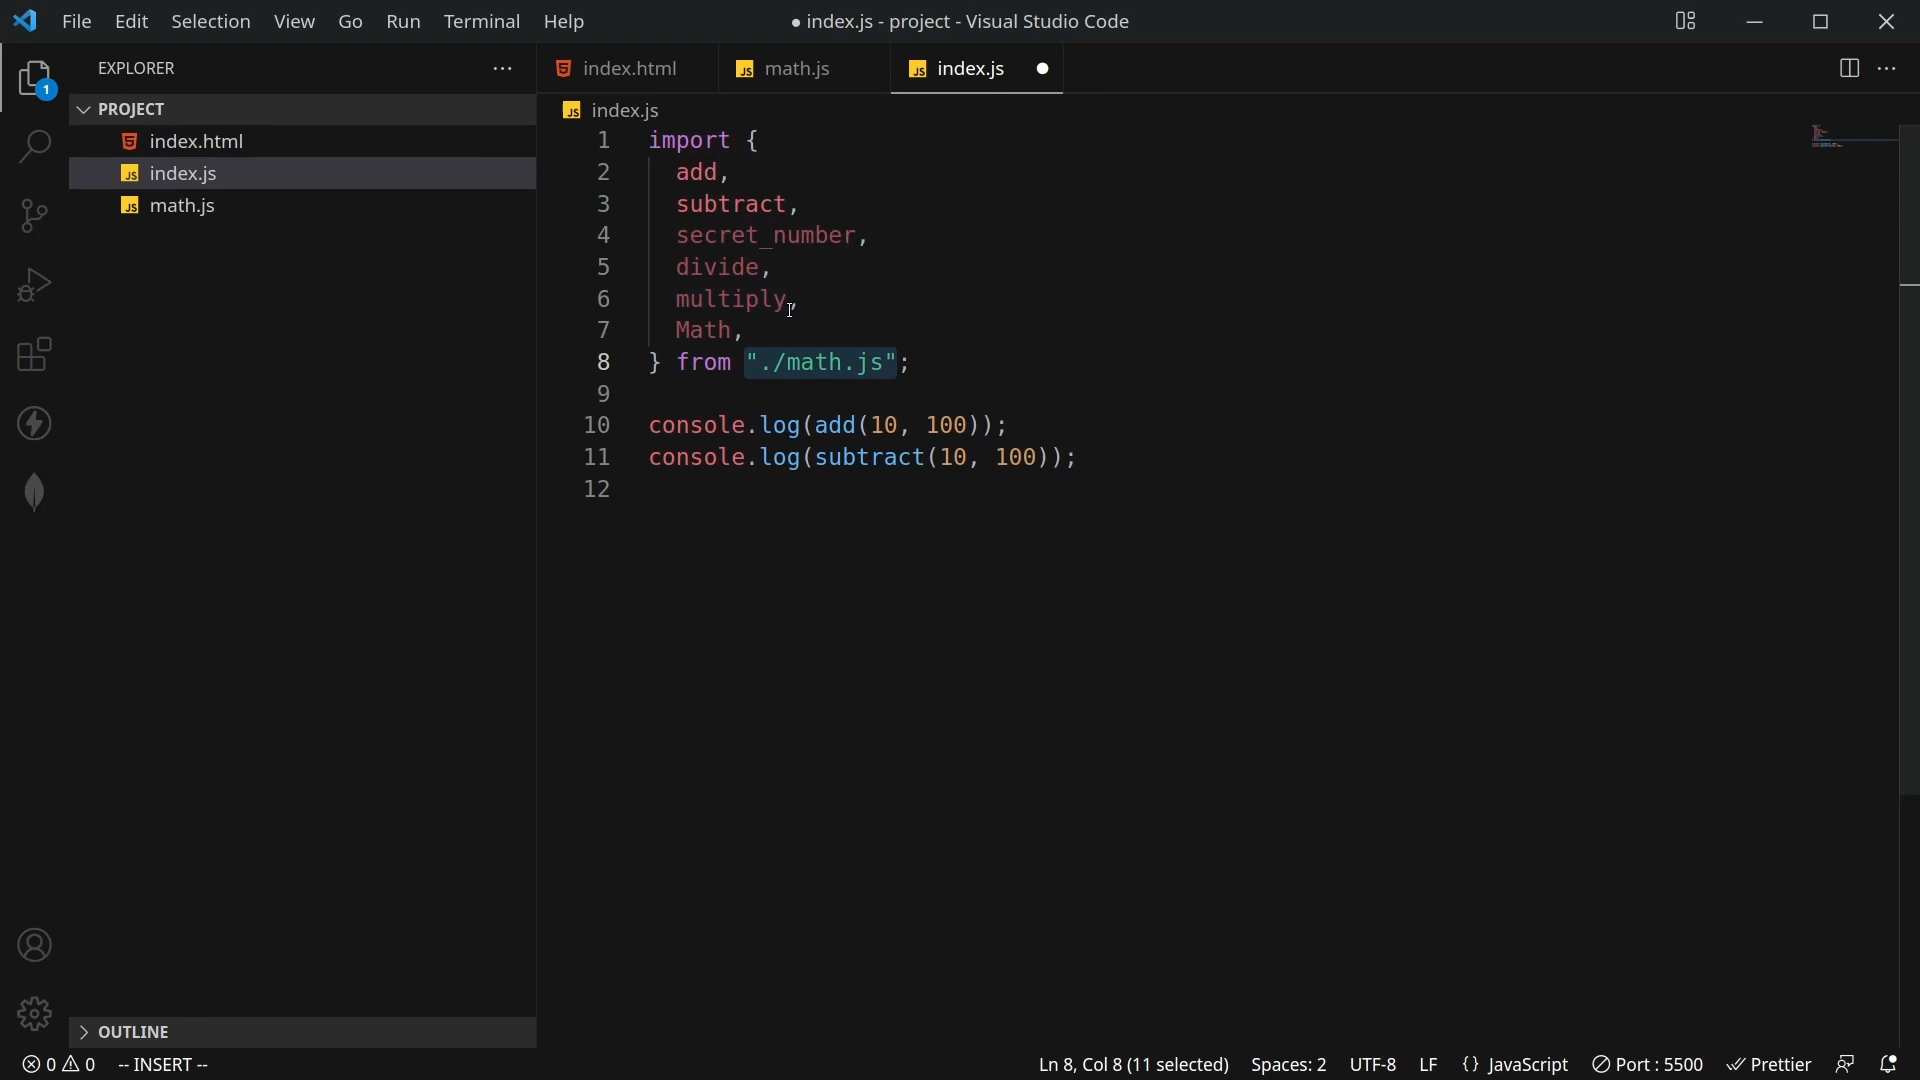 File Edit Selection View Go Run Terminal Help
● index.js - project - Visual Studio Code
EXPLORER
PROJECT
index.html
index.js
math.js
OUTLINE
1
index.html
math.js
index.js
index.js
1 import {
2 add,
3 subtract,
4 secret_number,
5 divide,
6 multiply,
7 Math,
8 } from "./math.js";
9
10 console.log(add(10, 100));
11 console.log(subtract(10, 100));
12
0 0 -- INSERT --
Ln 8, Col 8 (11 selected) Spaces: 2 UTF-8 LF {} JavaScript Port : 5500 Prettier